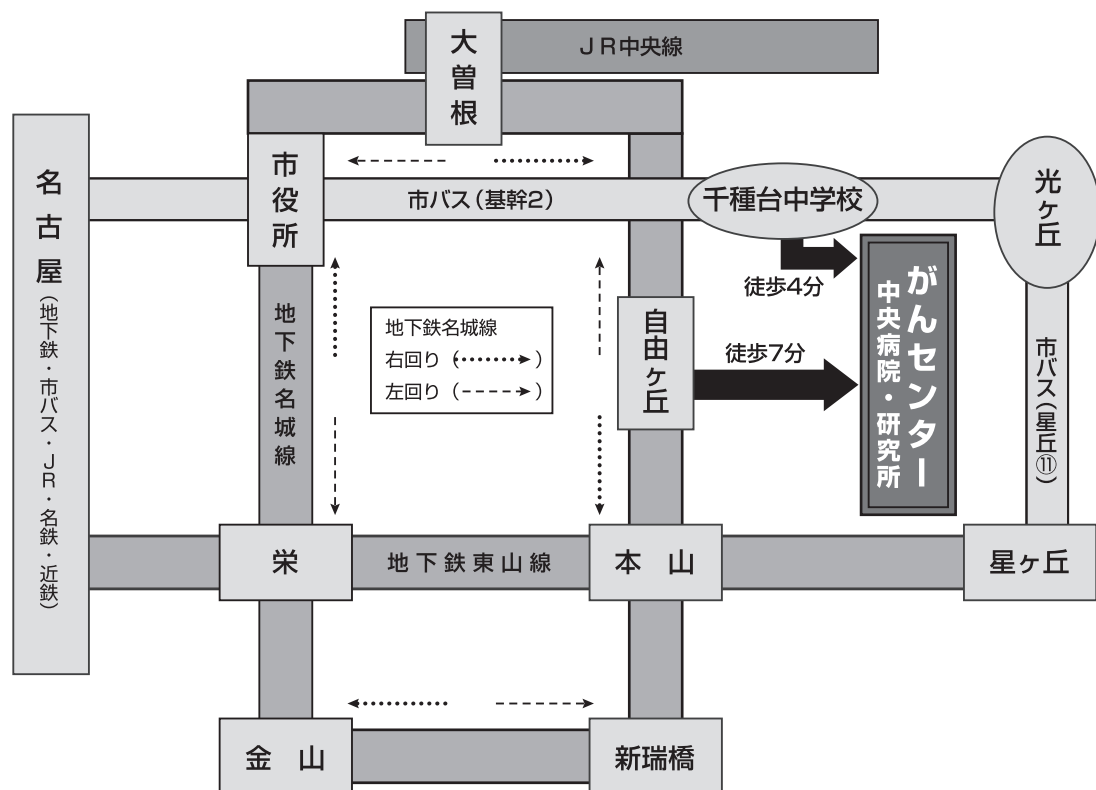 大曽根
JR中央線
名古屋(地下鉄・市バス・JR・名鉄・近鉄)
市役所
市バス(基幹2)
千種台中学校
光ヶ丘
徒歩4分
がんセンター
中央病院・研究所
地下鉄名城線
地下鉄名城線
右回り( )
左回り( )
自由ヶ丘
徒歩7分
市バス(星丘⑪)
栄
地下鉄東山線
本 山
星ヶ丘
金 山
新瑞橋